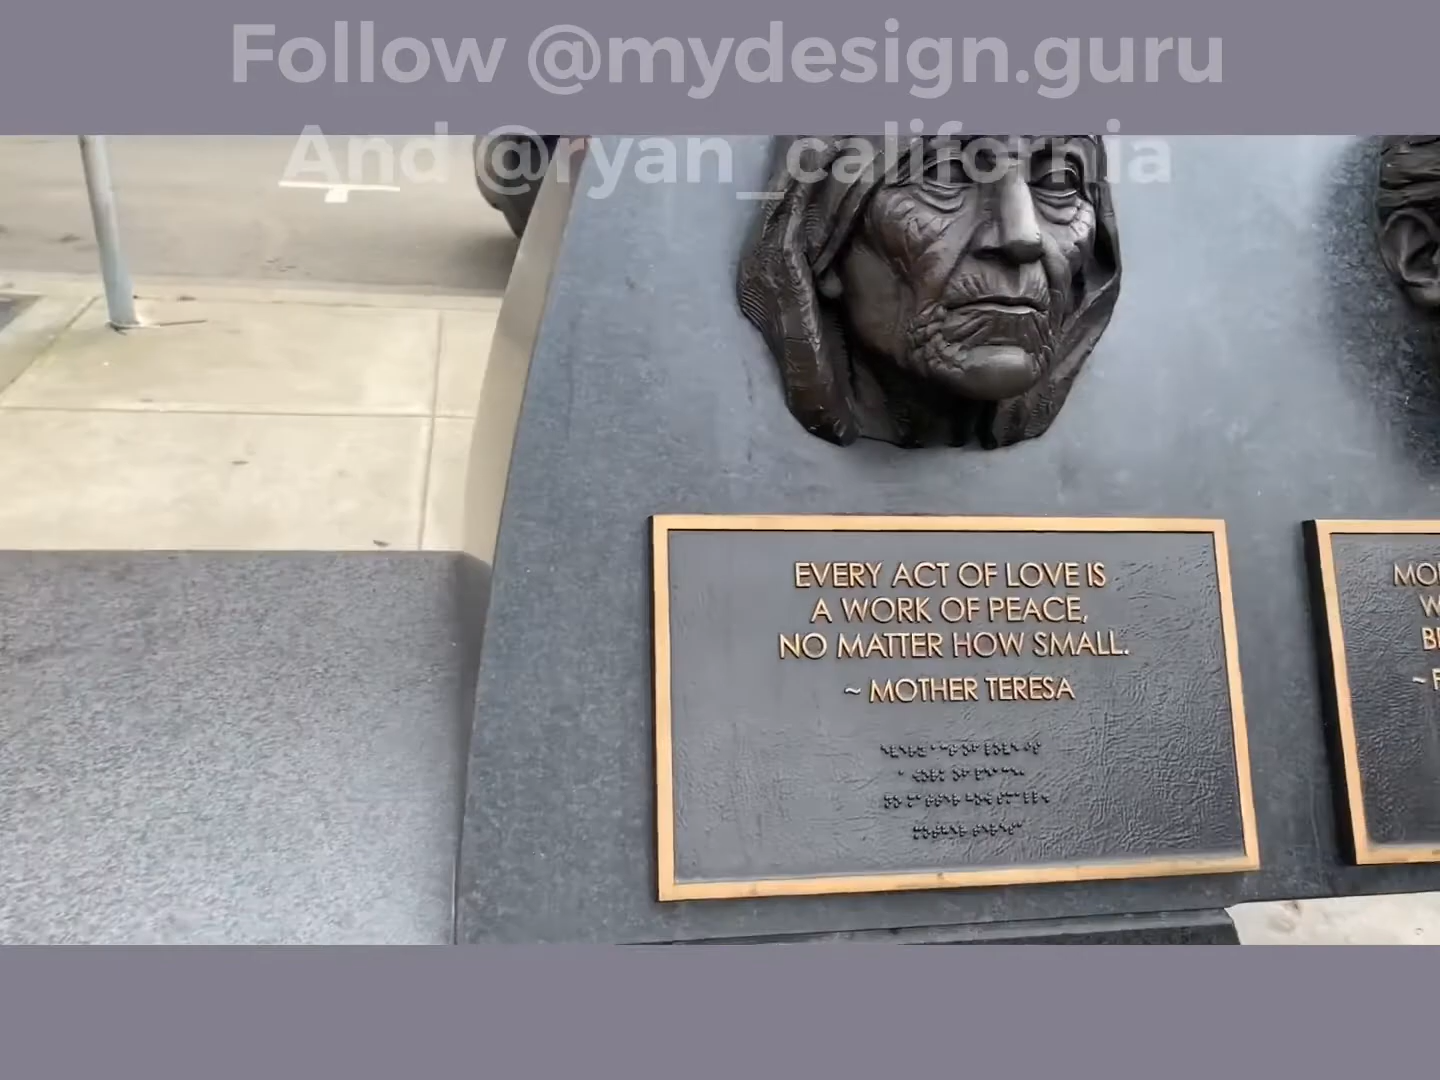 Follow @mydesign.guru
And @ryan_california
EVERY ACT OF LOVE IS
A WORK OF PEACE,
NO MATTER HOW SMALL.
~ MOTHER TERESA